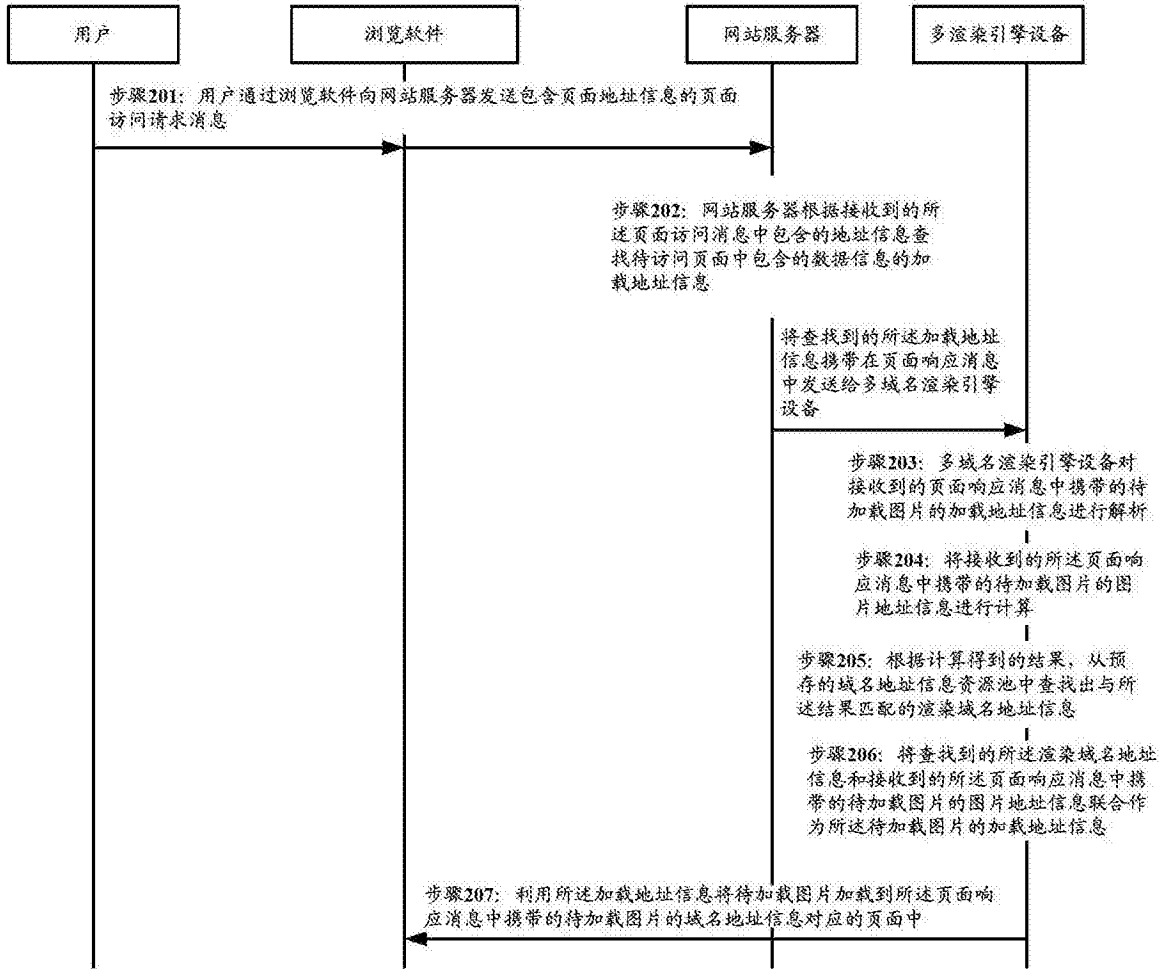 用户
浏览软件
网站服务器
多渲染引擎设备
步骤201：用户通过浏览软件向网站服务器发送包含页面地址信息的页面
访问请求消息
步骤202：网站服务器根据接收到的所
述页面访问消息中包含的地址信息查
找待访问页面中包含的数据信息的加
载地址信息
将查找到的所述加载地址
信息携带在页面响应消息
中发送给多域名渲染引擎
设备
步骤203：多域名渲染引擎设备对
接收到的页面响应消息中携带的待
加载图片的加载地址信息进行解析
步骤204：将接收到的所述页面响
应消息中携带的待加载图片的图
片地址信息进行计算
步骤205：根据计算得到的结果，从预
存的域名地址信息资源池中查找出与所
述结果匹配的渲染域名地址信息
步骤206：将查找到的所述渲染域名地址
信息和接收到的所述页面响应消息中携
带的待加载图片的图片地址信息联合作
为所述待加载图片的加载地址信息
步骤207：利用所述加载地址信息将待加载图片加载到所述页面响
应消息中携带的待加载图片的域名地址信息对应的页面中